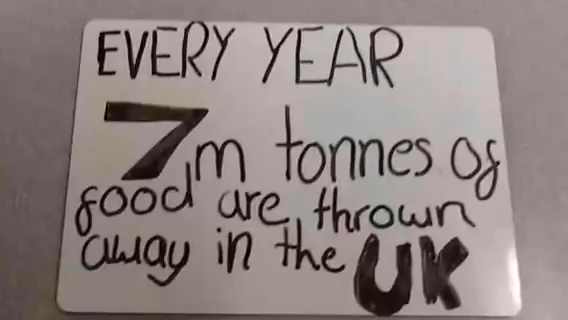 EVERY YEAR
7m tonnes of
food are thrown
away in the UK